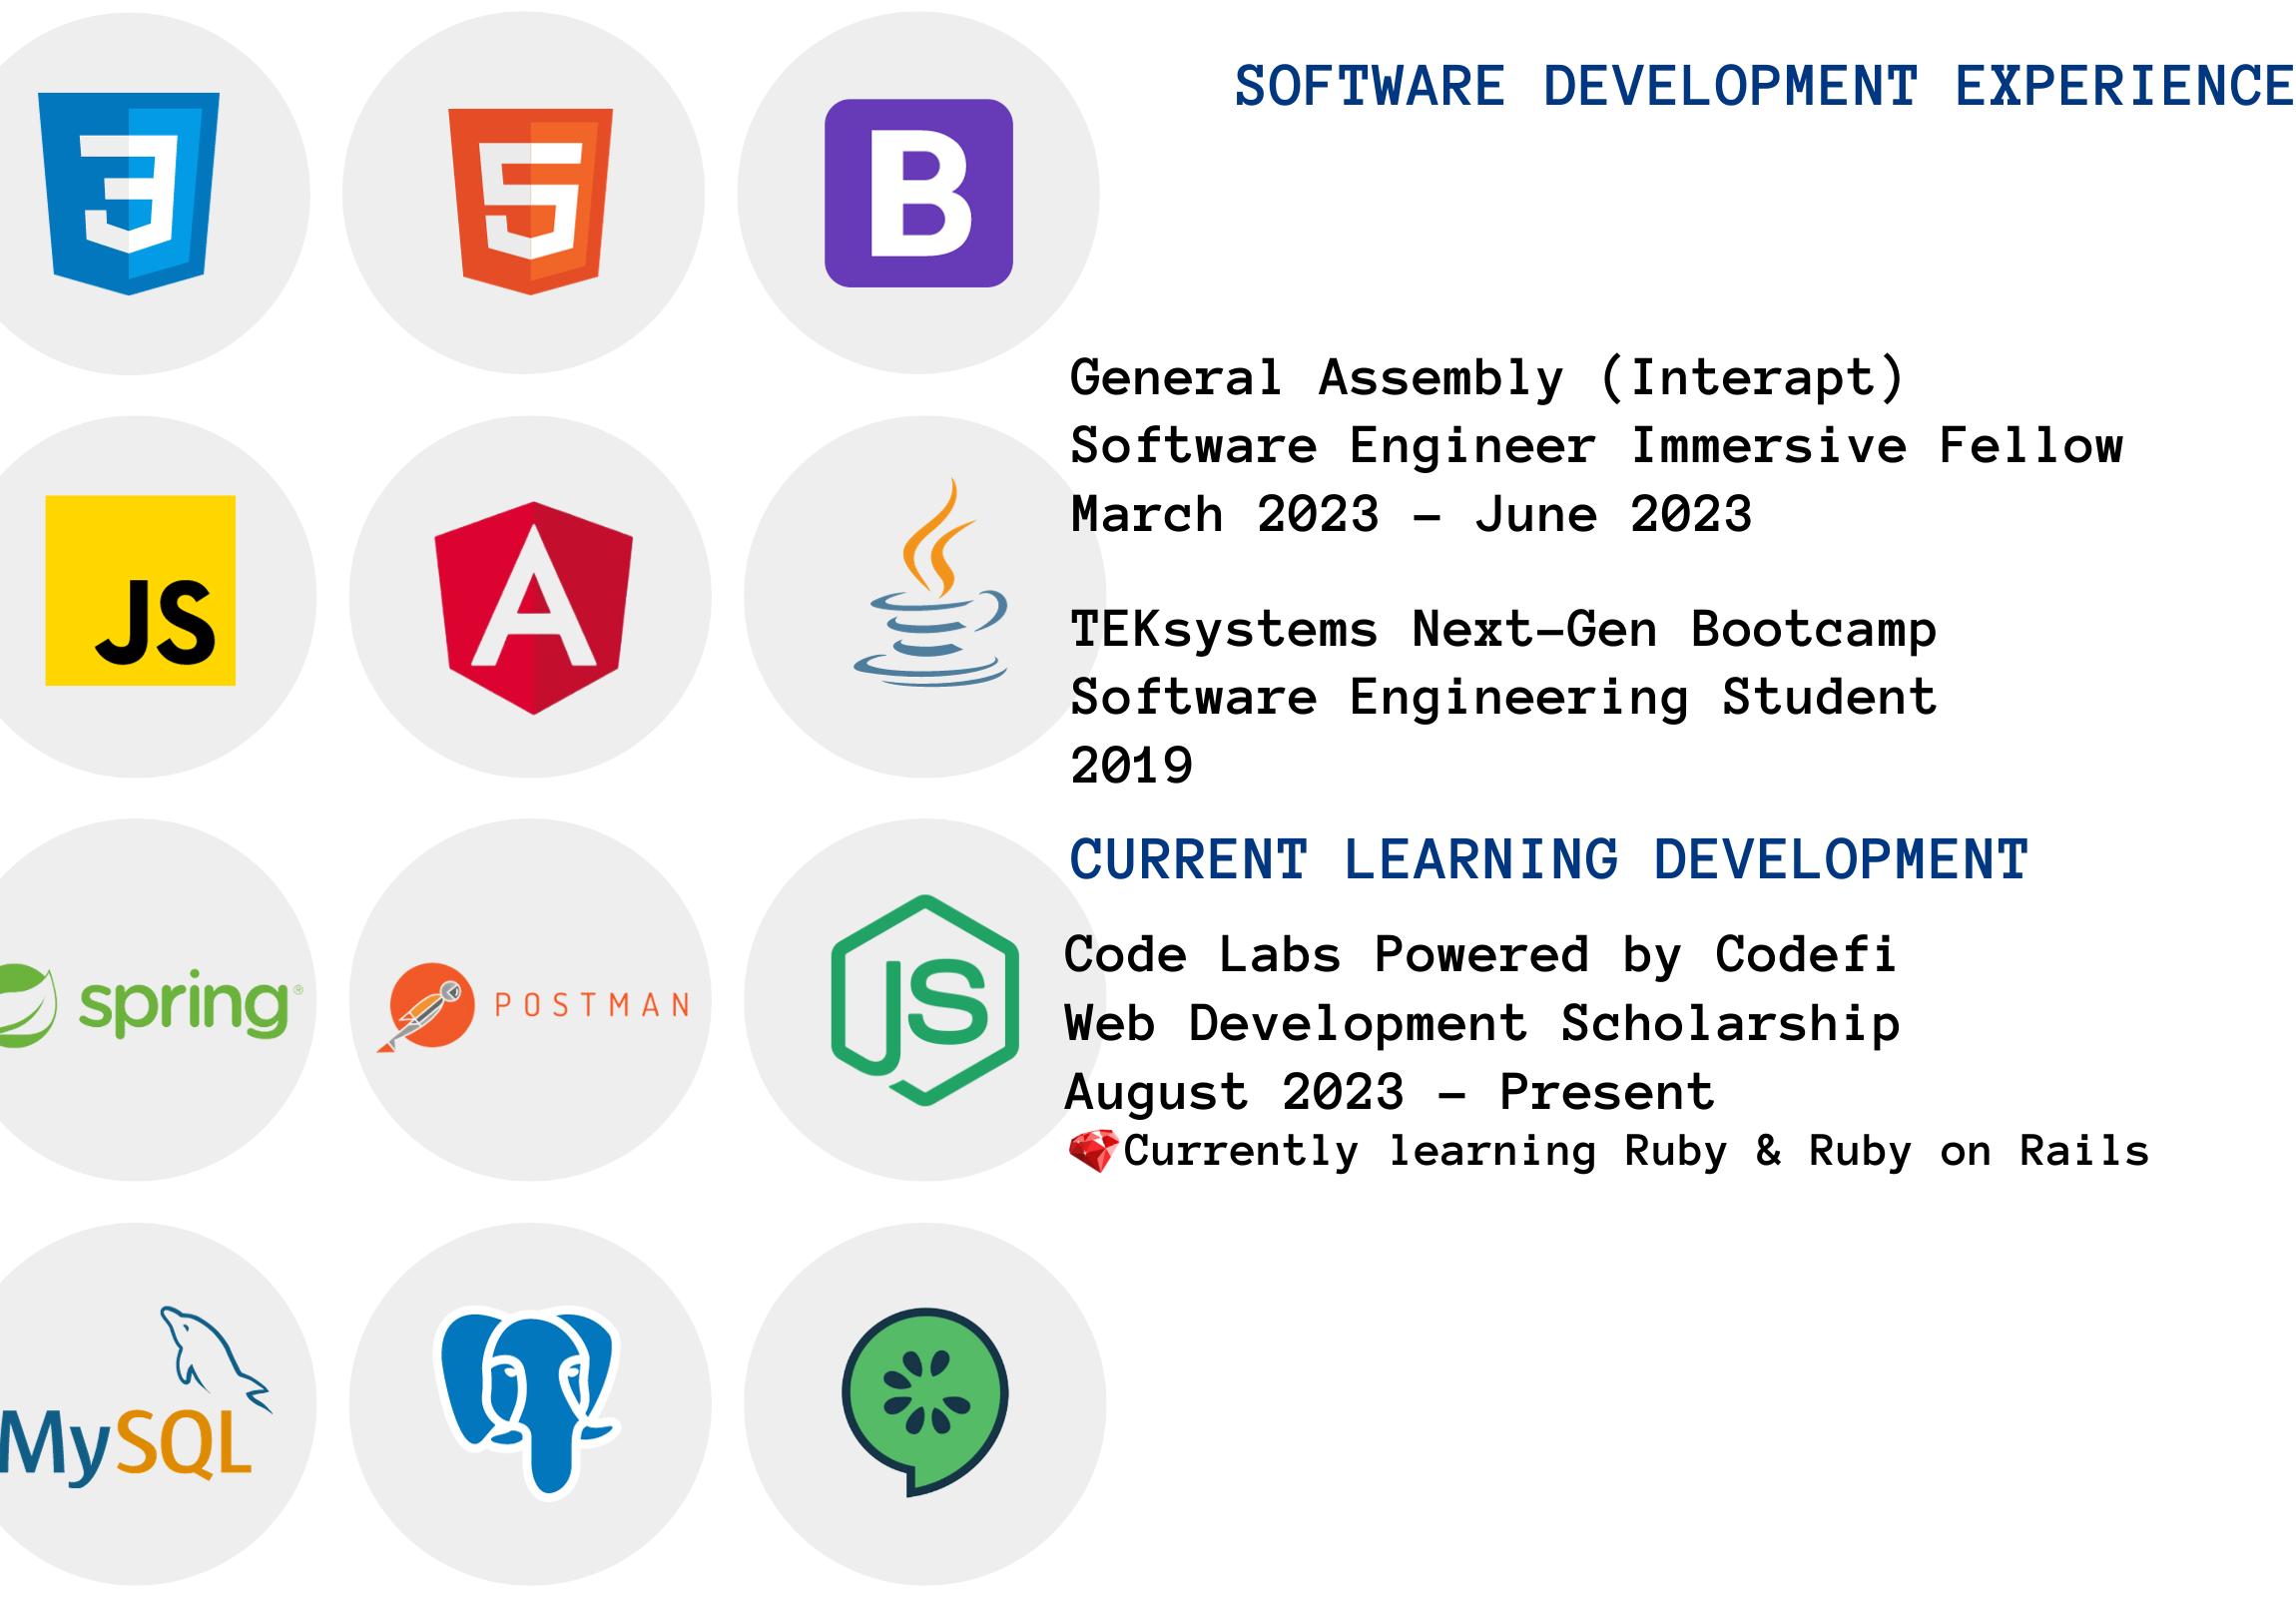 SOFTWARE DEVELOPMENT EXPERIENCE
B
General Assembly (Interapt)
Software Engineer Immersive Fellow
March 2023 - June 2023
JS
A
TEKsystems Next-Gen Bootcamp
Software Engineering Student
2019
CURRENT LEARNING DEVELOPMENT
spring®
POSTMAN
JS
Code Labs Powered by Codefi
Web Development Scholarship
August 2023 - Present
Currently learning Ruby & Ruby on Rails
MySQL